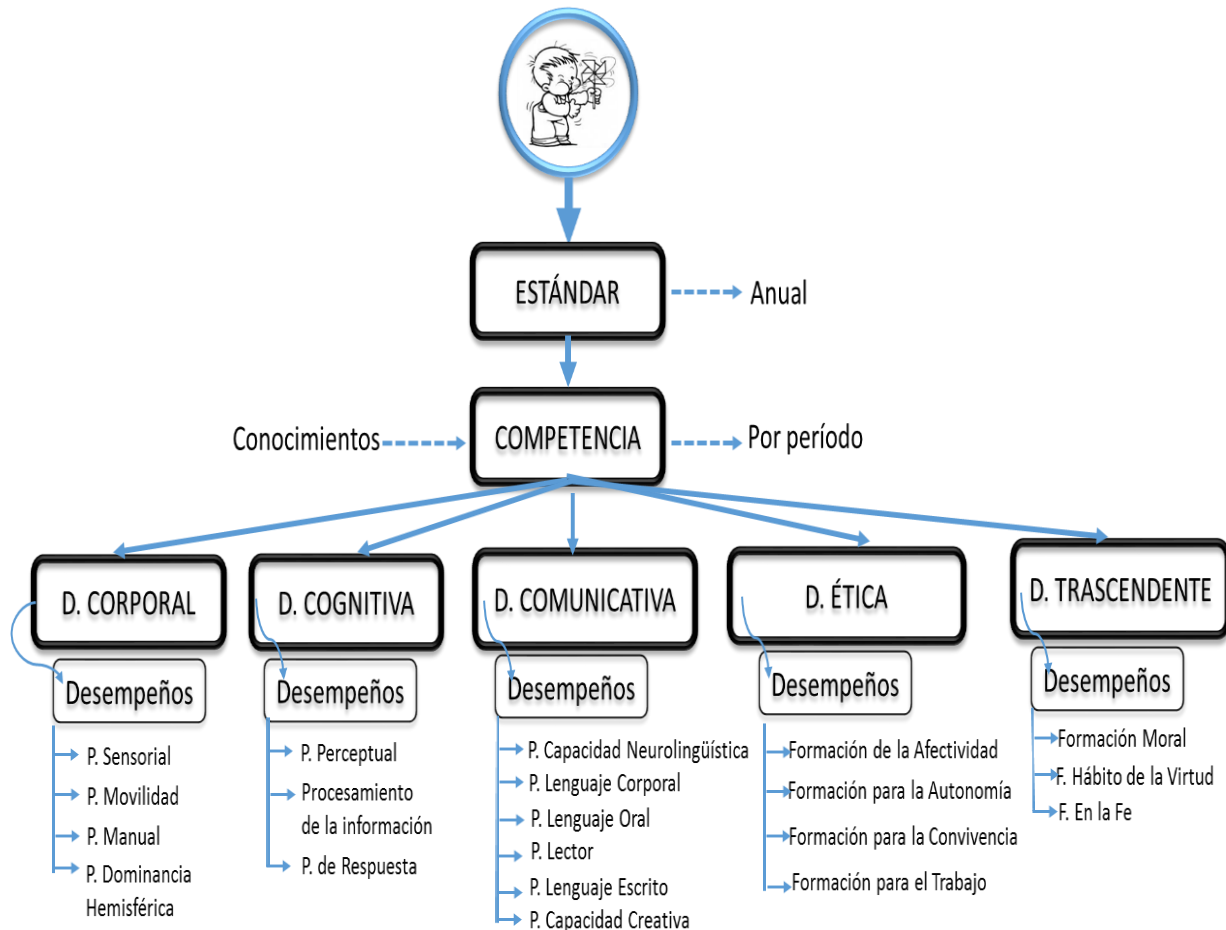 ESTÁNDAR
Anual
Conocimientos
COMPETENCIA
Por período
D. CORPORAL
D. COGNITIVA
D. COMUNICATIVA
D. ÉTICA
D. TRASCENDENTE
Desempeños
Desempeños
Desempeños
Desempeños
Desempeños
P. Sensorial
P. Movilidad
P. Manual
P. Dominancia
Hemisférica
P. Perceptual
Procesamiento
de la información
P. de Respuesta
P. Capacidad Neurolingüística
P. Lenguaje Corporal
P. Lenguaje Oral
P. Lector
P. Lenguaje Escrito
P. Capacidad Creativa
Formación de la Afectividad
Formación para la Autonomía
Formación para la Convivencia
Formación para el Trabajo
Formación Moral
F. Hábito de la Virtud
F. En la Fe